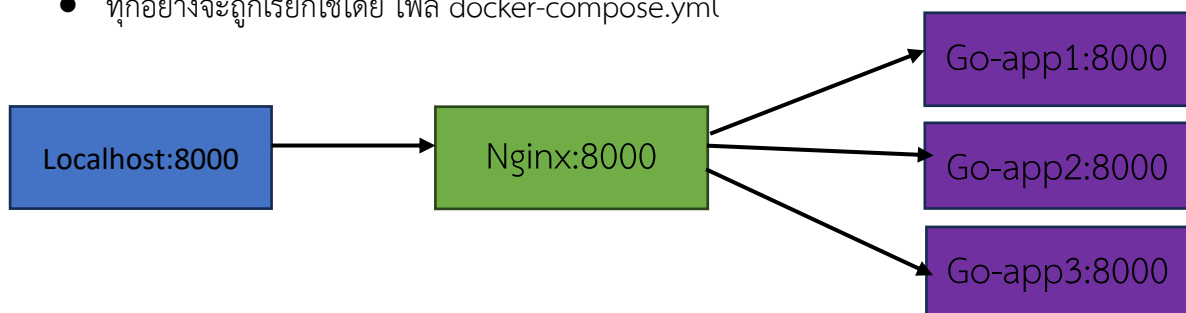 ● ทุกอย่างจะถูกเรียกใช้โดย ไฟล์ docker-compose.yml
Go-app1:8000
Localhost:8000
Nginx:8000
Go-app2:8000
Go-app3:8000